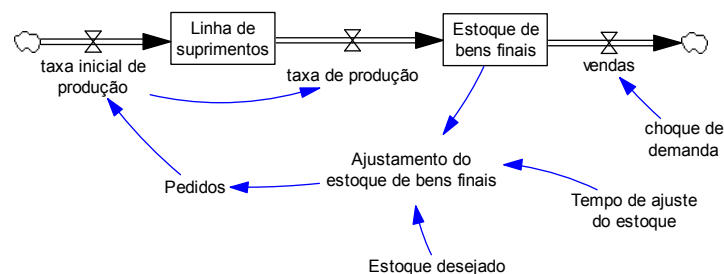 Linha de
suprimentos
Estoque de
bens finais
taxa inicial de
produção
taxa de produção
vendas
choque de
demanda
Ajustamento do
estoque de bens finais
Pedidos
Tempo de ajuste
do estoque
Estoque desejado